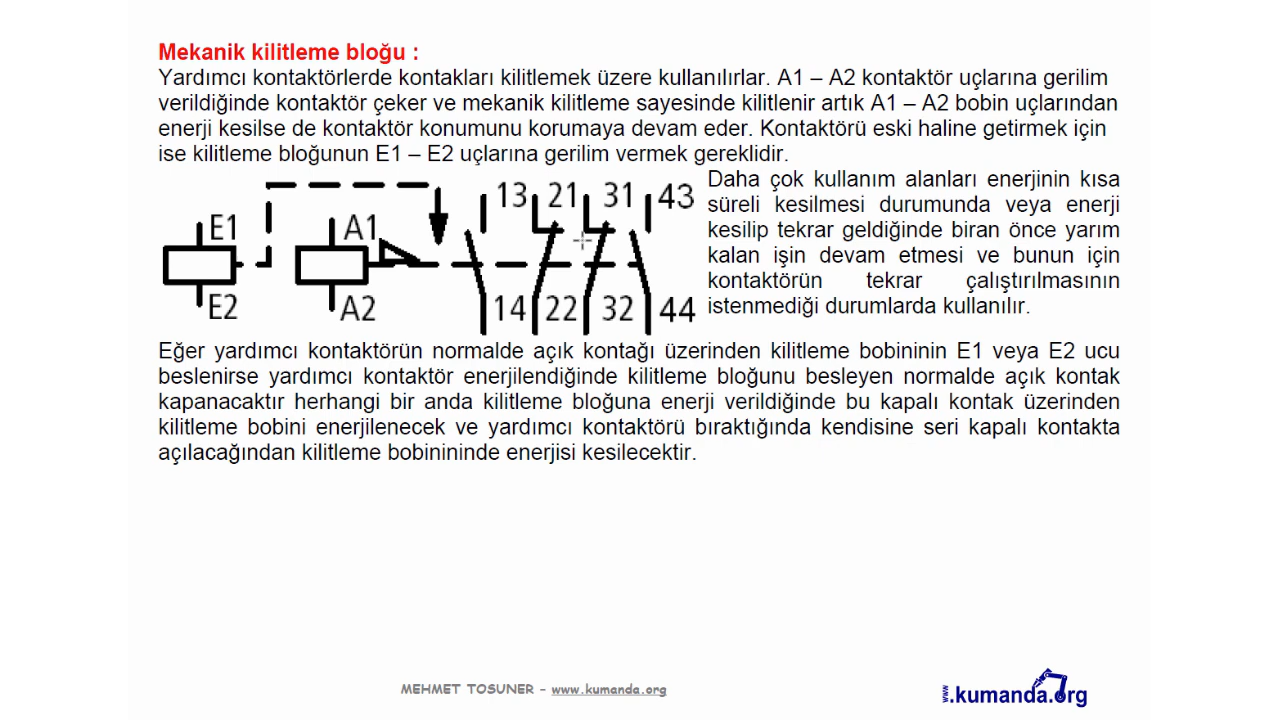 Mekanik kilitleme bloğu :
Yardımcı kontaktörlerde kontakları kilitlemek üzere kullanılırlar. A1 – A2 kontaktör uçlarına gerilim
verildiğinde kontaktör çeker ve mekanik kilitleme sayesinde kilitlenir artık A1 – A2 bobin uçlarından
enerji kesilse de kontaktör konumunu korumaya devam eder. Kontaktörü eski haline getirmek için
ise kilitleme bloğunun E1 – E2 uçlarına gerilim vermek gereklidir.
E1 A1 13 21 31 43
E2 A2 14 22 32 44
Daha çok kullanım alanları enerjinin kısa
süreli kesilmesi durumunda veya enerji
kesilip tekrar geldiğinde biran önce yarım
kalan işin devam etmesi ve bunun için
kontaktörün tekrar çalıştırılmasının
istenmediği durumlarda kullanılır.
Eğer yardımcı kontaktörün normalde açık kontağı üzerinden kilitleme bobininin E1 veya E2 ucu
beslenirse yardımcı kontaktör enerjilendiğinde kilitleme bloğunu besleyen normalde açık kontak
kapanacaktır herhangi bir anda kilitleme bloğuna enerji verildiğinde bu kapalı kontak üzerinden
kilitleme bobini enerjilenecek ve yardımcı kontaktörü bıraktığında kendisine seri kapalı kontakta
açılacağından kilitleme bobinininde enerjisi kesilecektir.
MEHMET TOSUNER – www.kumanda.org
www.kumanda.org